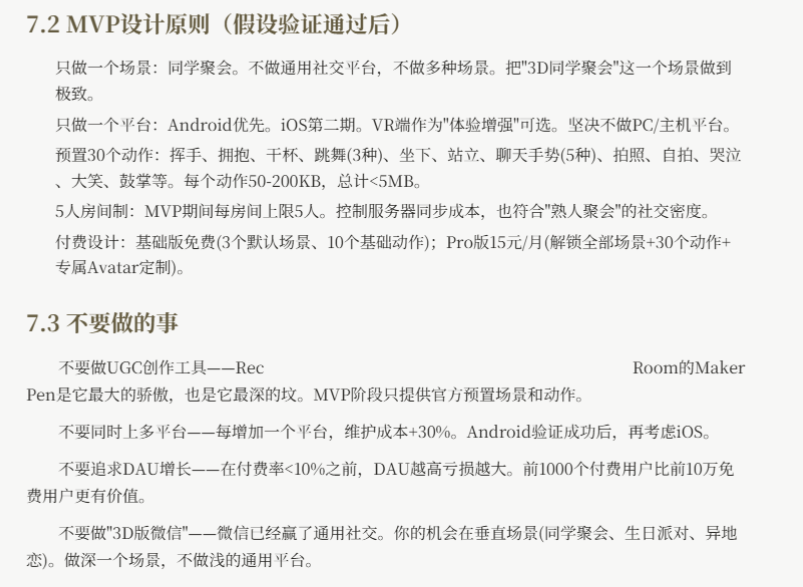 7.2 MVP设计原则（假设验证通过后）
只做一个场景：同学聚会。不做通用社交平台，不做多种场景。把"3D同学聚会"这一个场景做到
极致。
只做一个平台：Android优先。iOS第二期。VR端作为"体验增强"可选。坚决不做PC/主机平台。
预置30个动作：挥手、拥抱、干杯、跳舞(3种)、坐下、站立、聊天手势(5种)、拍照、自拍、哭泣
、大笑、鼓掌等。每个动作50-200KB，总计<5MB。
5人房间制：MVP期间每房间上限5人。控制服务器同步成本，也符合"熟人聚会"的社交密度。
付费设计：基础版免费(3个默认场景、10个基础动作)；Pro版15元/月(解锁全部场景+30个动作+
专属Avatar定制)。
7.3 不要做的事
不要做UGC创作工具——Rec Room的Maker
Pen是它最大的骄傲，也是它最深的坟。MVP阶段只提供官方预置场景和动作。
不要同时上多平台——每增加一个平台，维护成本+30%。Android验证成功后，再考虑iOS。
不要追求DAU增长——在付费率<10%之前，DAU越高亏损越大。前1000个付费用户比前10万免
费用户更有价值。
不要做"3D版微信"——微信已经赢了通用社交。你的机会在垂直场景(同学聚会、生日派对、异地
恋)。做深一个场景，不做浅的通用平台。